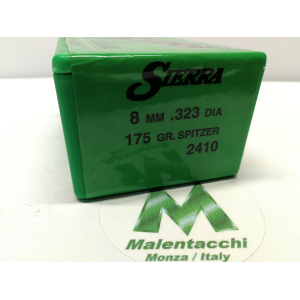 SIERRA
8 MM .323 DIA
175 GR. SPITZER
2410
M
Malentacchi
Monza / Italy